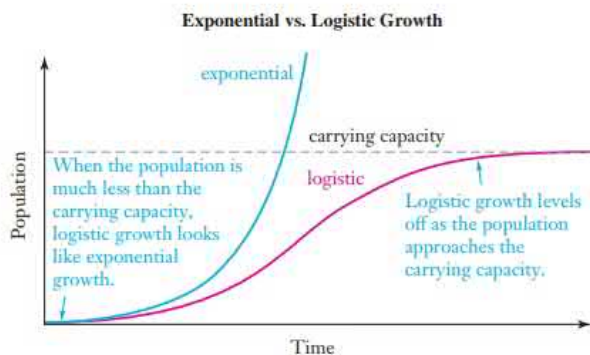 Exponential vs. Logistic Growth
exponential
carrying capacity
When the population is
much less than the
carrying capacity,
logistic growth looks
like exponential
growth.
logistic
Logistic growth levels
off as the population
approaches the
carrying capacity.
Population
Time